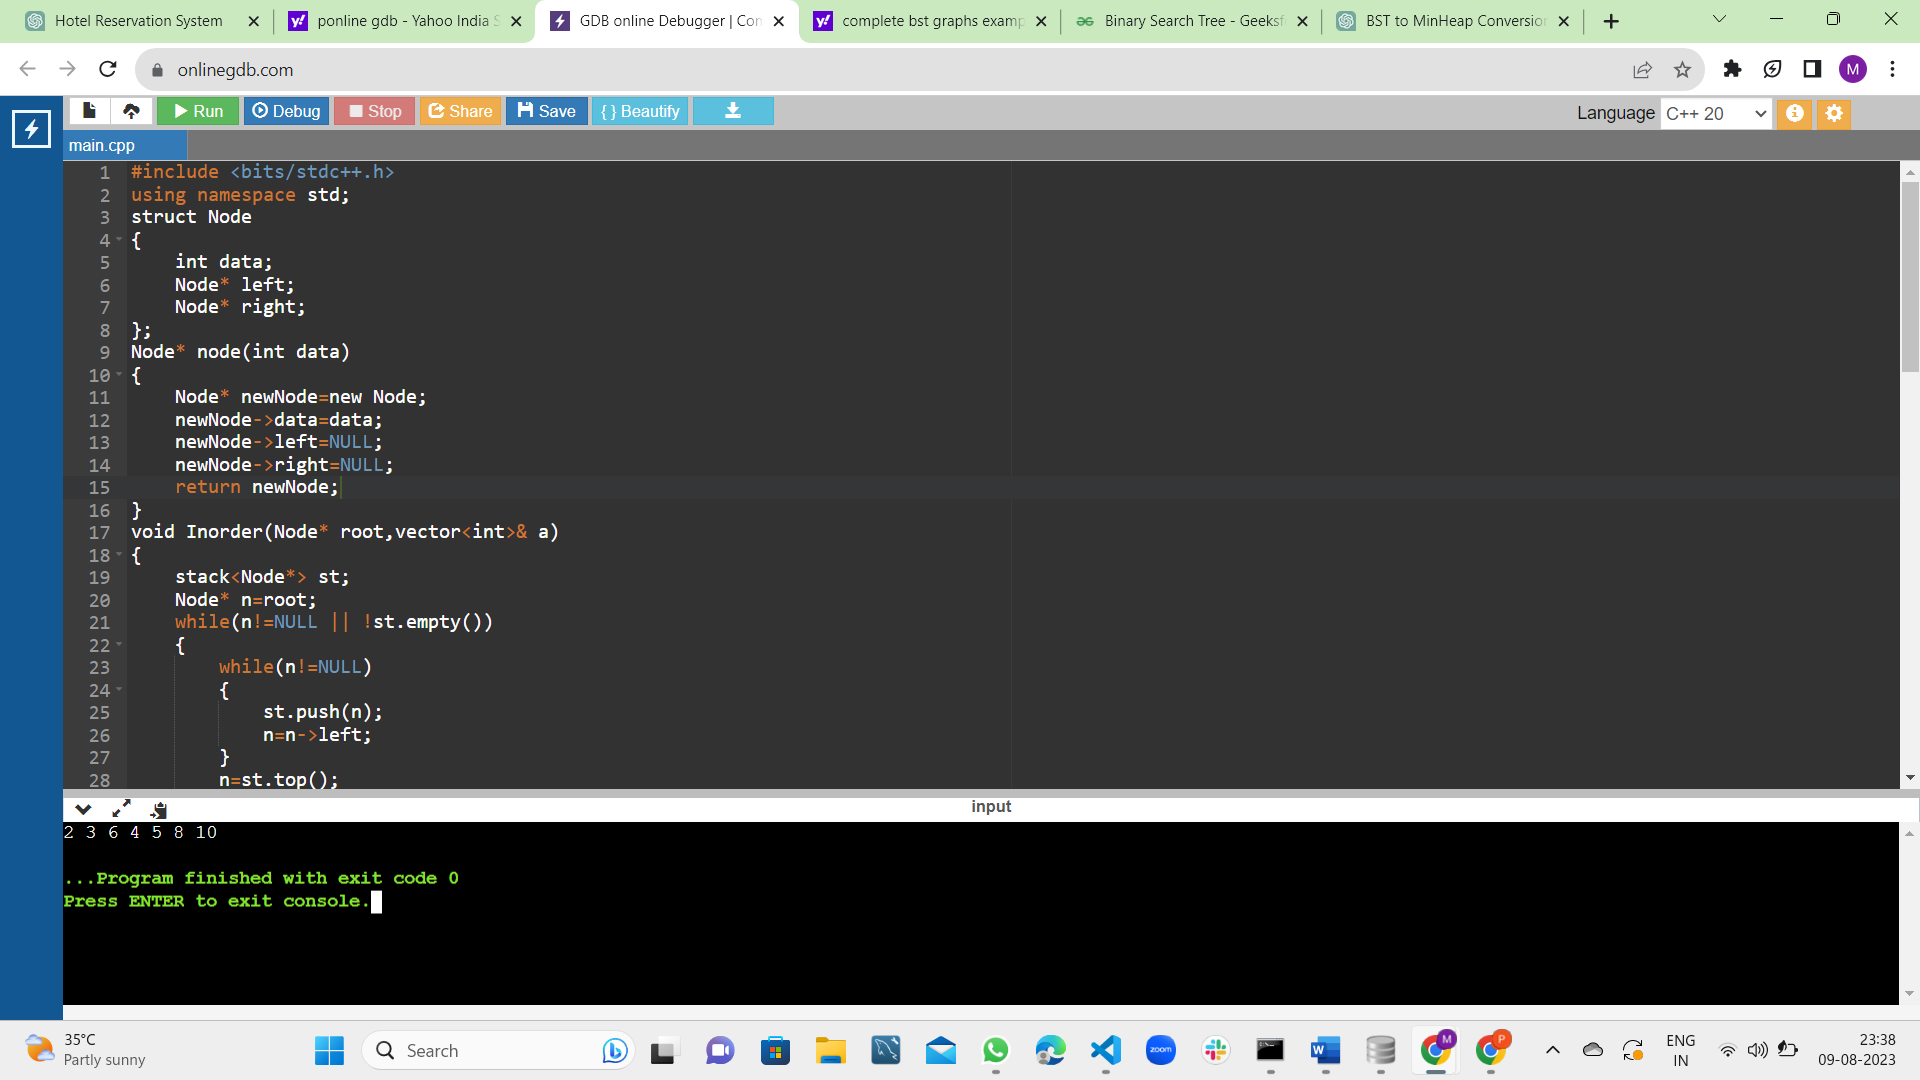 Hotel Reservation System
ponline gdb - Yahoo India S
GDB online Debugger | Com
complete bst graphs examp
Binary Search Tree - Geeksf
BST to MinHeap Conversion
onlinegdb.com
M
Run
Debug
Stop
Share
Save
{ } Beautify
Language
C++ 20
main.cpp
1 #include <bits/stdc++.h>
2 using namespace std;
3 struct Node
4 {
5 int data;
6 Node* left;
7 Node* right;
8 };
9 Node* node(int data)
10 {
11 Node* newNode=new Node;
12 newNode->data=data;
13 newNode->left=NULL;
14 newNode->right=NULL;
15 return newNode;
16 }
17 void Inorder(Node* root,vector<int>& a)
18 {
19 stack<Node*> st;
20 Node* n=root;
21 while(n!=NULL || !st.empty())
22 {
23 while(n!=NULL)
24 {
25 st.push(n);
26 n=n->left;
27 }
28 n=st.top();
input
2 3 6 4 5 8 10
...Program finished with exit code 0
Press ENTER to exit console.
35°C
Partly sunny
Search
zoom
W
M
P
ENG
IN
23:38
09-08-2023